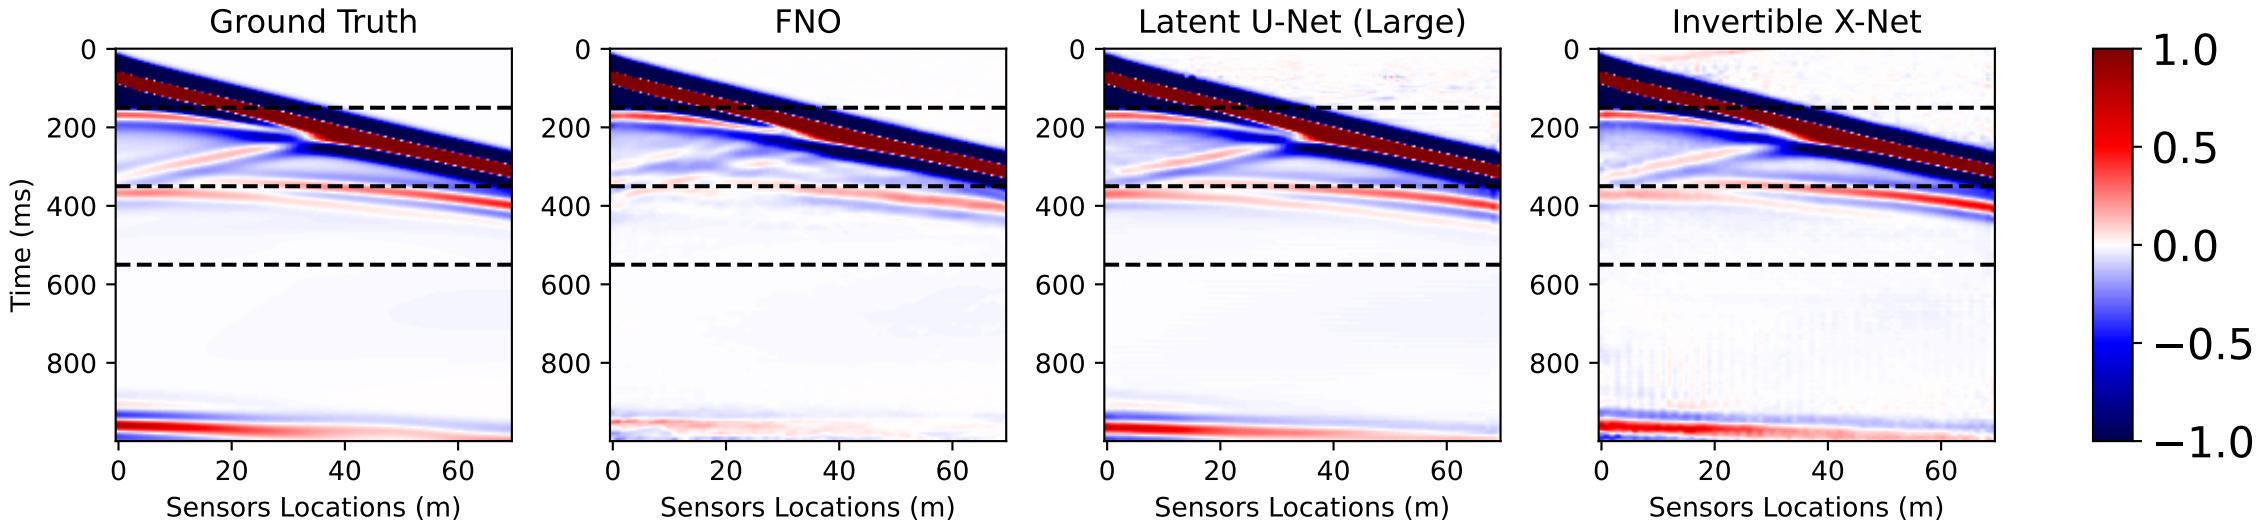 Ground Truth
FNO
Latent U-Net (Large)
Invertible X-Net
Time (ms)
0
200
400
600
800
0 20 40 60
Sensors Locations (m)
0
200
400
600
800
0 20 40 60
Sensors Locations (m)
0
200
400
600
800
0 20 40 60
Sensors Locations (m)
0
200
400
600
800
0 20 40 60
Sensors Locations (m)
1.0
0.5
0.0
−0.5
−1.0